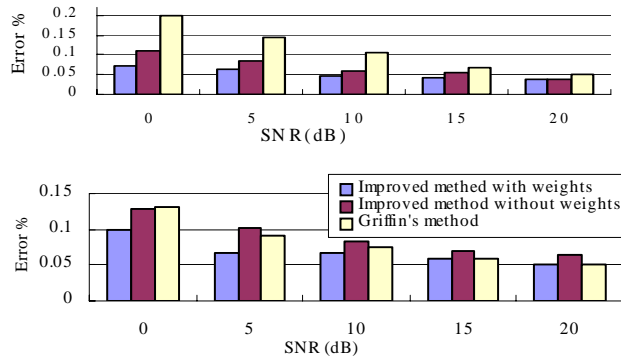 0.2
0.15
0.1
0.05
0
Error %
0 5 10 15 20
SNR(dB)
Improved methed with weights
Improved method without weights
Griffin's method
0.15
0.1
0.05
0
Error %
0 5 10 15 20
SNR(dB)